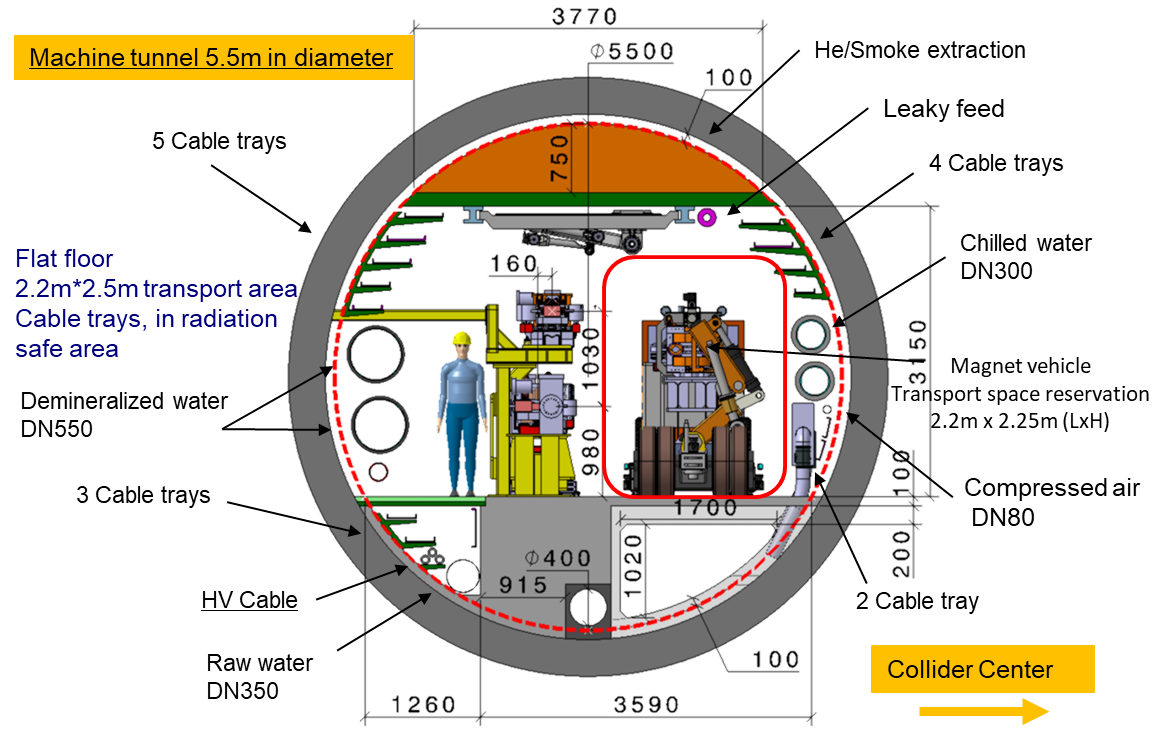 3770
Machine tunnel 5.5m in diameter
∅5500
He/Smoke extraction
100
Leaky feed
5 Cable trays
750
4 Cable trays
Chilled water
DN300
Flat floor
2.2m*2.5m transport area
Cable trays, in radiation
safe area
160
1030
3150
Magnet vehicle
Transport space reservation
2.2m x 2.25m (LxH)
Demineralized water
DN550
980
100
3 Cable trays
Compressed air
DN80
1700
1020
200
∅400
915
HV Cable
2 Cable tray
Raw water
DN350
100
Collider Center
1260
3590